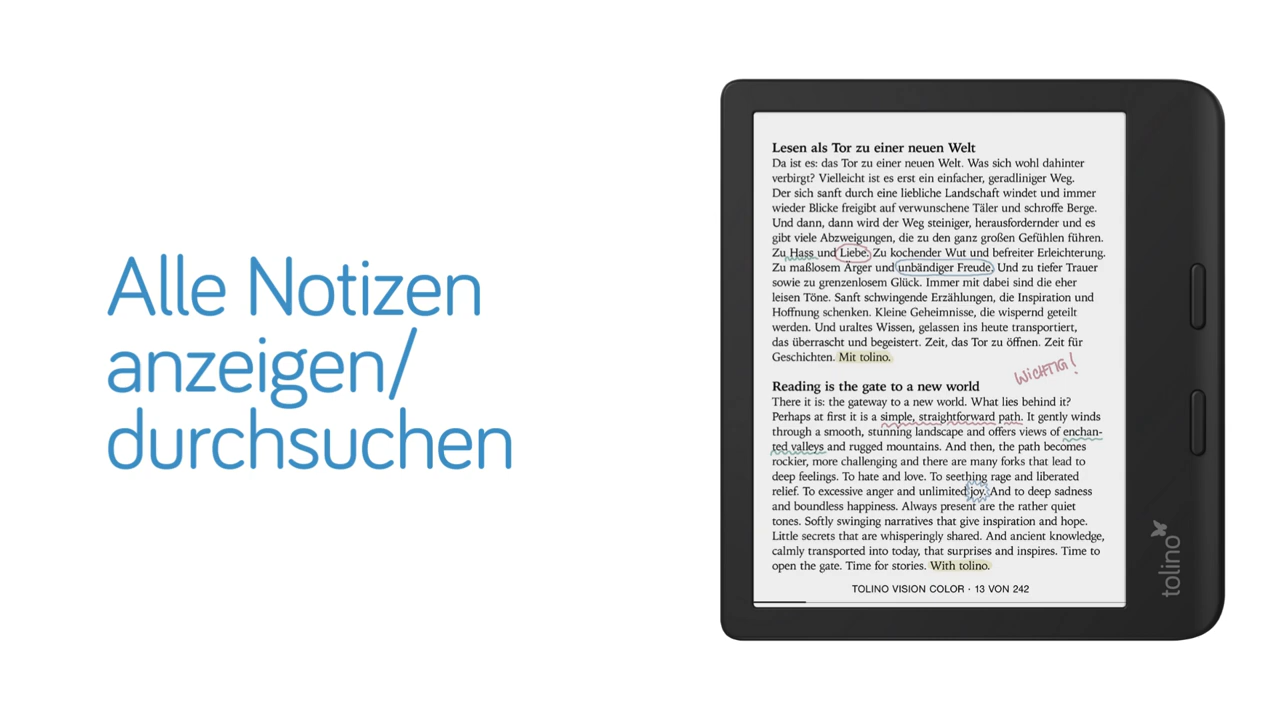 Alle Notizen
anzeigen/
durchsuchen
Lesen als Tor zu einer neuen Welt
Da ist es: das Tor zu einer neuen Welt. Was sich wohl dahinter
verbirgt? Vielleicht ist es erst ein einfacher, geradliniger Weg.
Der sich sanft durch eine liebliche Landschaft windet und immer
wieder Blicke freigibt auf verwunschene Täler und schroffe Berge.
Und dann, dann wird der Weg steiniger, herausfordernder und es
gibt viele Abzweigungen, die zu den ganz großen Gefühlen führen.
Zu Hass und Liebe. Zu kochender Wut und befreiter Erleichterung.
Zu maßlosem Ärger und unbändiger Freude. Und zu tiefer Trauer
sowie zu grenzenlosem Glück. Immer mit dabei sind die eher
leisen Töne. Sanft schwingende Erzählungen, die Inspiration und
Hoffnung schenken. Kleine Geheimnisse, die wispernd geteilt
werden. Und uraltes Wissen, gelassen ins heute transportiert,
das überrascht und begeistert. Zeit, das Tor zu öffnen. Zeit für
Geschichten. Mit tolino.
WICHTIG!
Reading is the gate to a new world
There it is: the gateway to a new world. What lies behind it?
Perhaps at first it is a simple, straightforward path. It gently winds
through a smooth, stunning landscape and offers views of enchan-
ted valleys and rugged mountains. And then, the path becomes
rockier, more challenging and there are many forks that lead to
deep feelings. To hate and love. To seething rage and liberated
relief. To excessive anger and unlimited joy. And to deep sadness
and boundless happiness. Always present are the rather quiet
tones. Softly swinging narratives that give inspiration and hope.
Little secrets that are whisperingly shared. And ancient knowledge,
calmly transported into today, that surprises and inspires. Time to
open the gate. Time for stories. With tolino.
TOLINO VISION COLOR · 13 VON 242
tolino